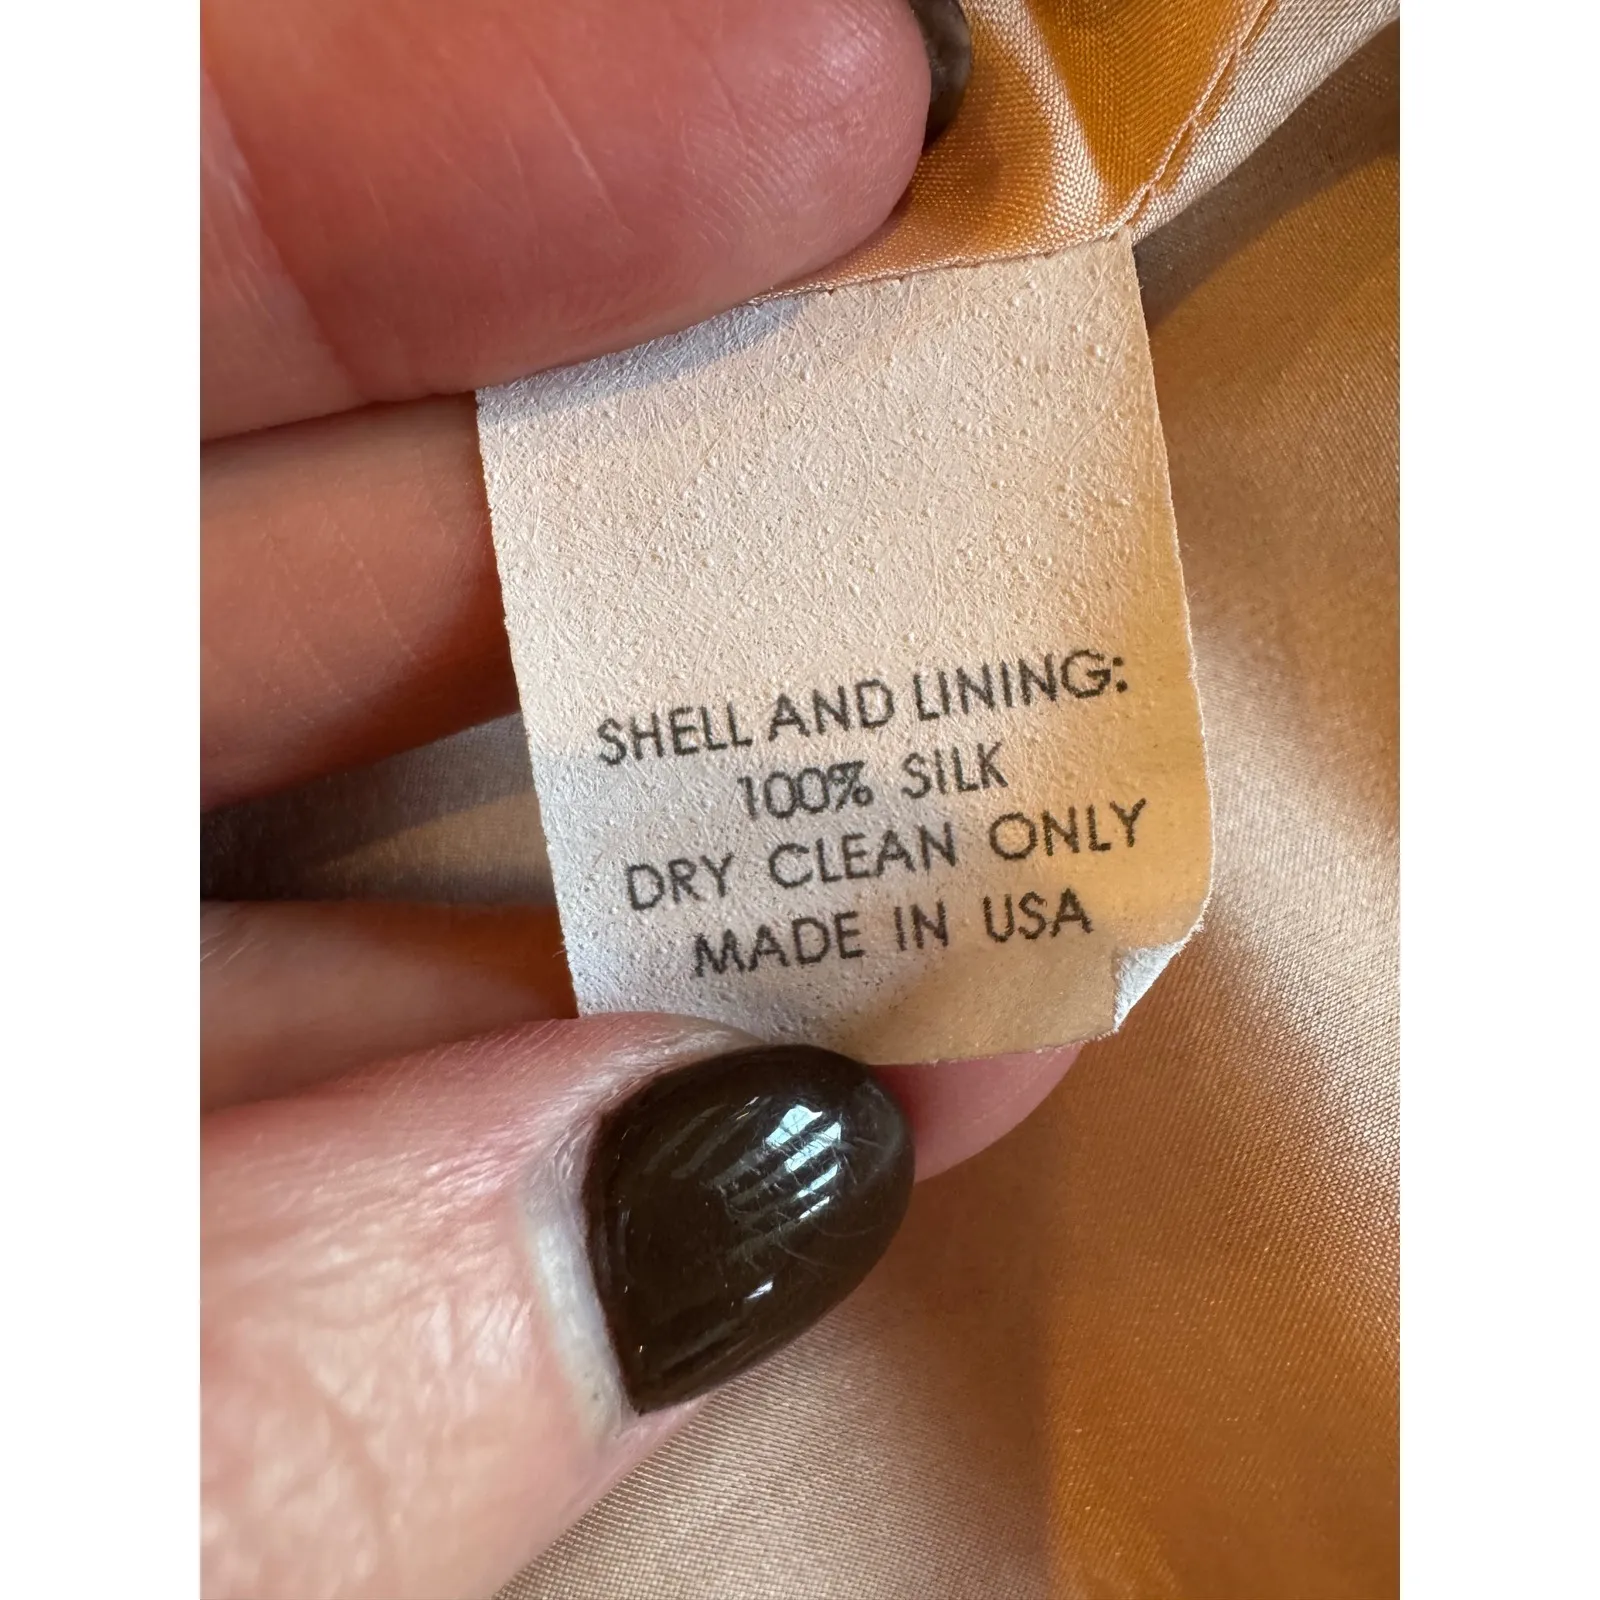 SHELL AND LINING:
100% SILK
DRY CLEAN ONLY
MADE IN USA